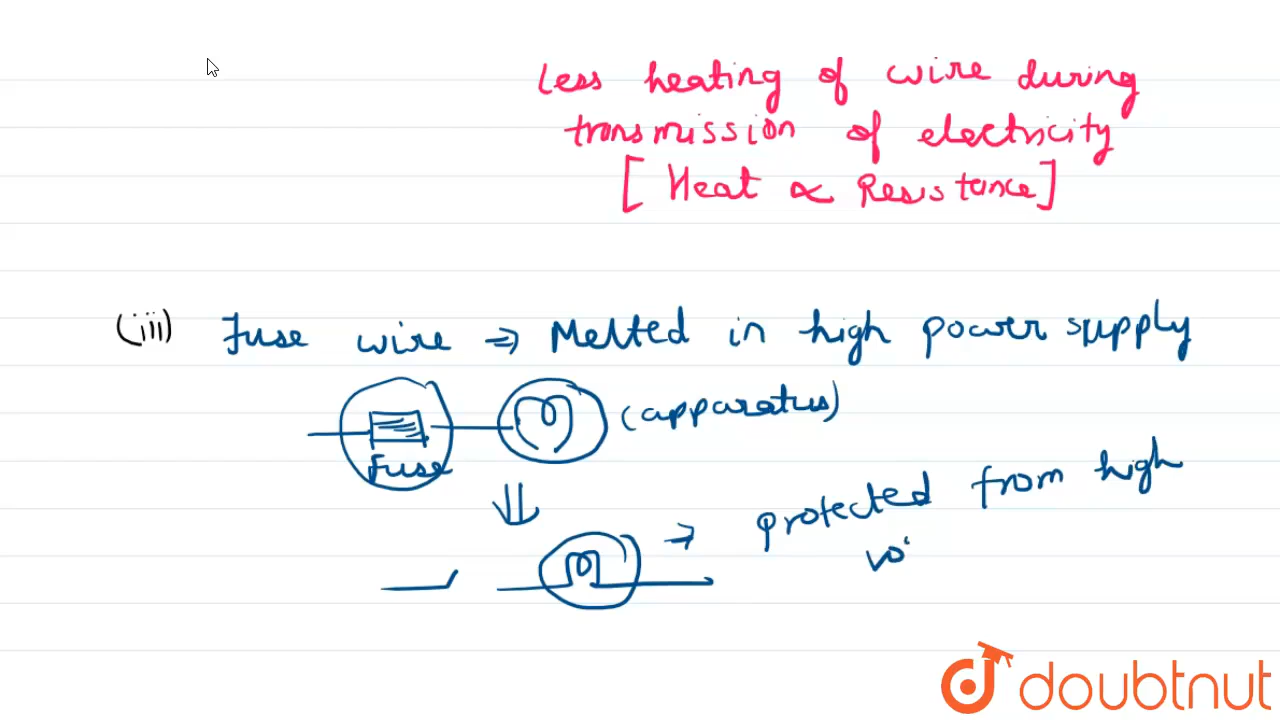 Less heating of wire during
transmission of electricity
[ Heat ∝ Resistance]
(iii) Fuse wire ⇒ Melted in high power supply
(apparatus)
Fuse
⇓
→ protected from high
vo
doubtnut